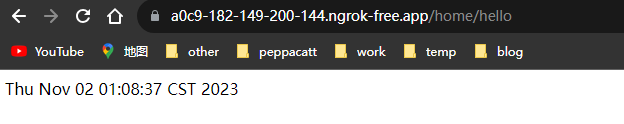 a0c9-182-149-200-144.ngrok-free.app/home/hello
YouTube 地图 other peppacatt work temp blog
Thu Nov 02 01:08:37 CST 2023